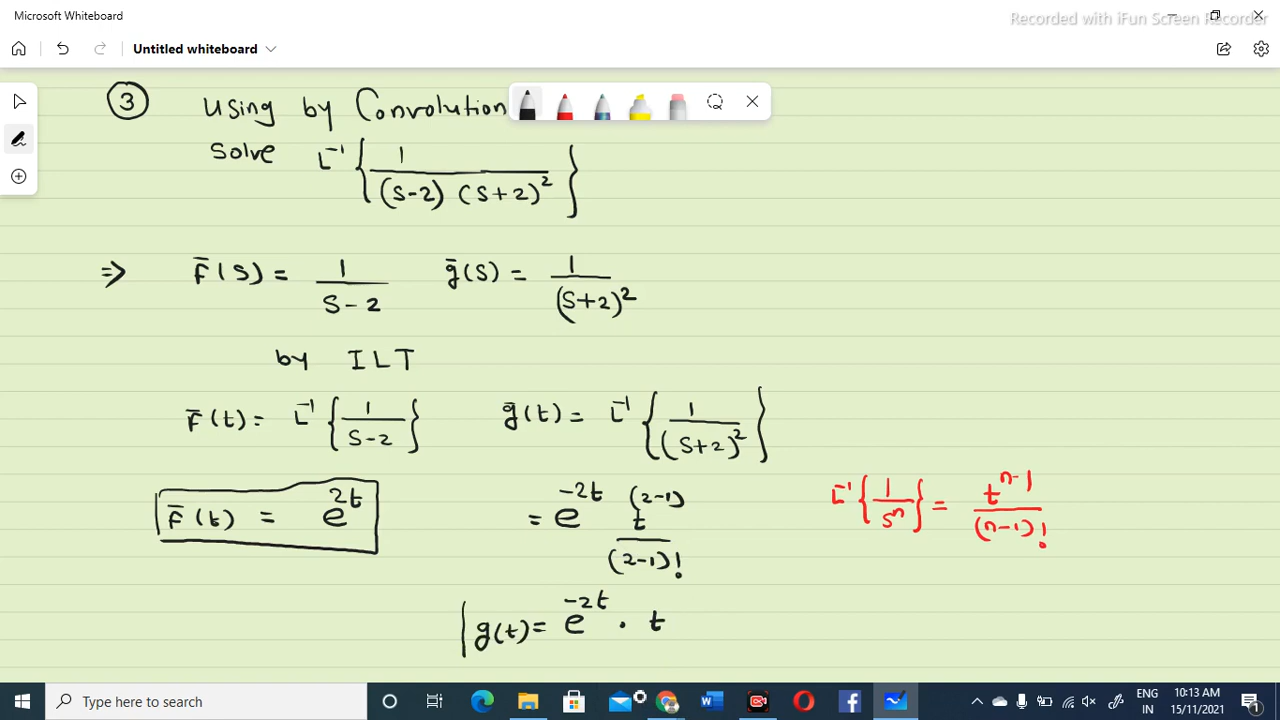 Microsoft Whiteboard
Recorded with iFun Screen Recorder
Untitled whiteboard
③ Using by Convolution
Solve L⁻¹ { 1 / (S-2) (S+2)² }
⇒ F̄(S) = 1 / S-2   ḡ(S) = 1 / (S+2)²
by ILT
F̄(t) = L⁻¹ { 1 / S-2 }   ḡ(t) = L⁻¹ { 1 / (S+2)² }
F̄(t) = e^2t   = e^-2t t^(2-1) / (2-1)!   L⁻¹ { 1 / Sⁿ } = t^n-1 / (n-1)!
g(t) = e^-2t · t
Type here to search
ENG
IN
10:13 AM
15/11/2021